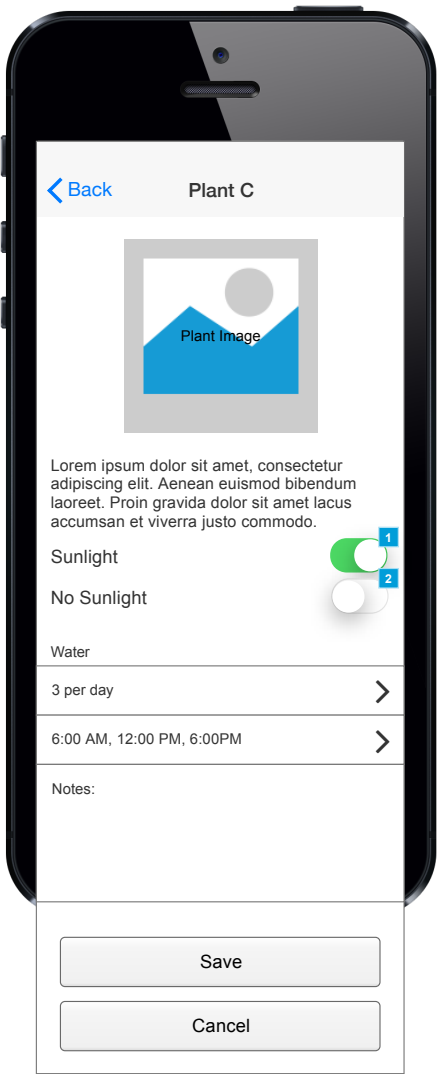 Back Plant C
Plant Image
Lorem ipsum dolor sit amet, consectetur
adipiscing elit. Aenean euismod bibendum
laoreet. Proin gravida dolor sit amet lacus
accumsan et viverra justo commodo.
Sunlight 1
No Sunlight 2
Water
3 per day
6:00 AM, 12:00 PM, 6:00PM
Notes:
Save
Cancel